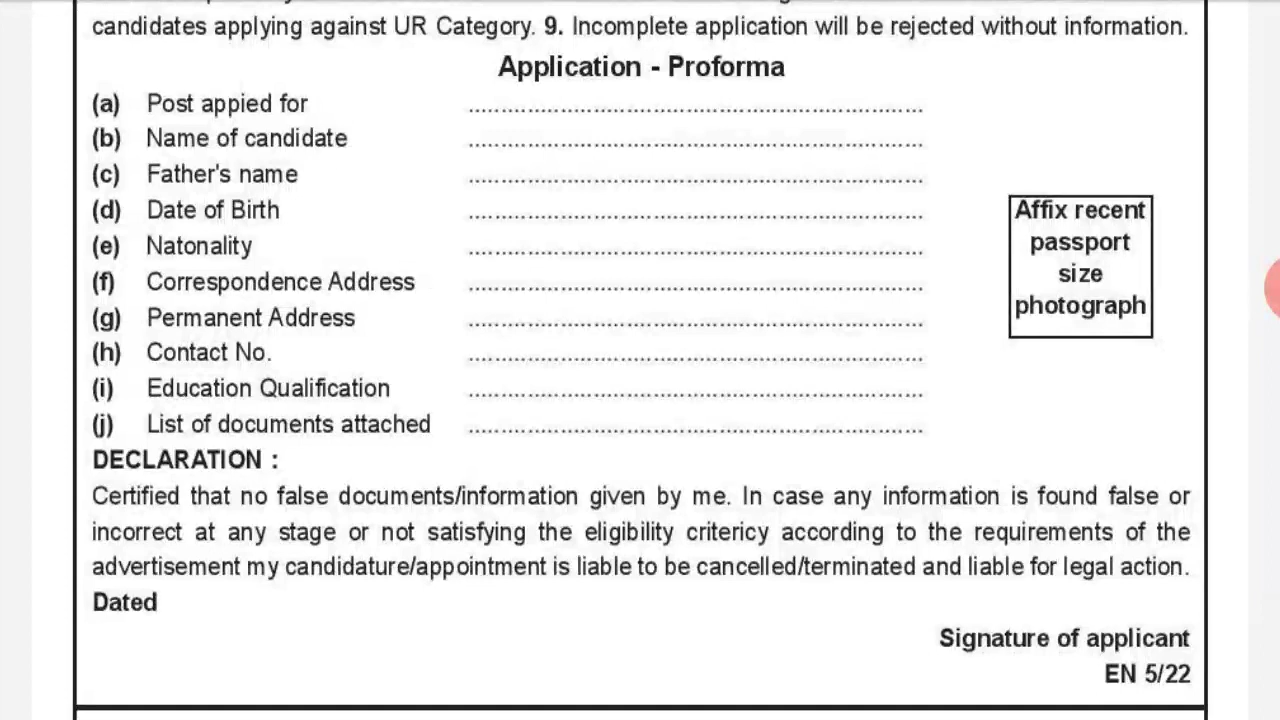 candidates applying against UR Category. 9. Incomplete application will be rejected without information.
Application - Proforma
(a) Post appied for ........................................................
(b) Name of candidate ........................................................
(c) Father's name ........................................................
(d) Date of Birth ........................................................
(e) Natonality ........................................................
(f) Correspondence Address ........................................................
(g) Permanent Address ........................................................
(h) Contact No. ........................................................
(i) Education Qualification ........................................................
(j) List of documents attached ........................................................
Affix recent
passport
size
photograph
DECLARATION :
Certified that no false documents/information given by me. In case any information is found false or
incorrect at any stage or not satisfying the eligibility critericy according to the requirements of the
advertisement my candidature/appointment is liable to be cancelled/terminated and liable for legal action.
Dated
Signature of applicant
EN 5/22